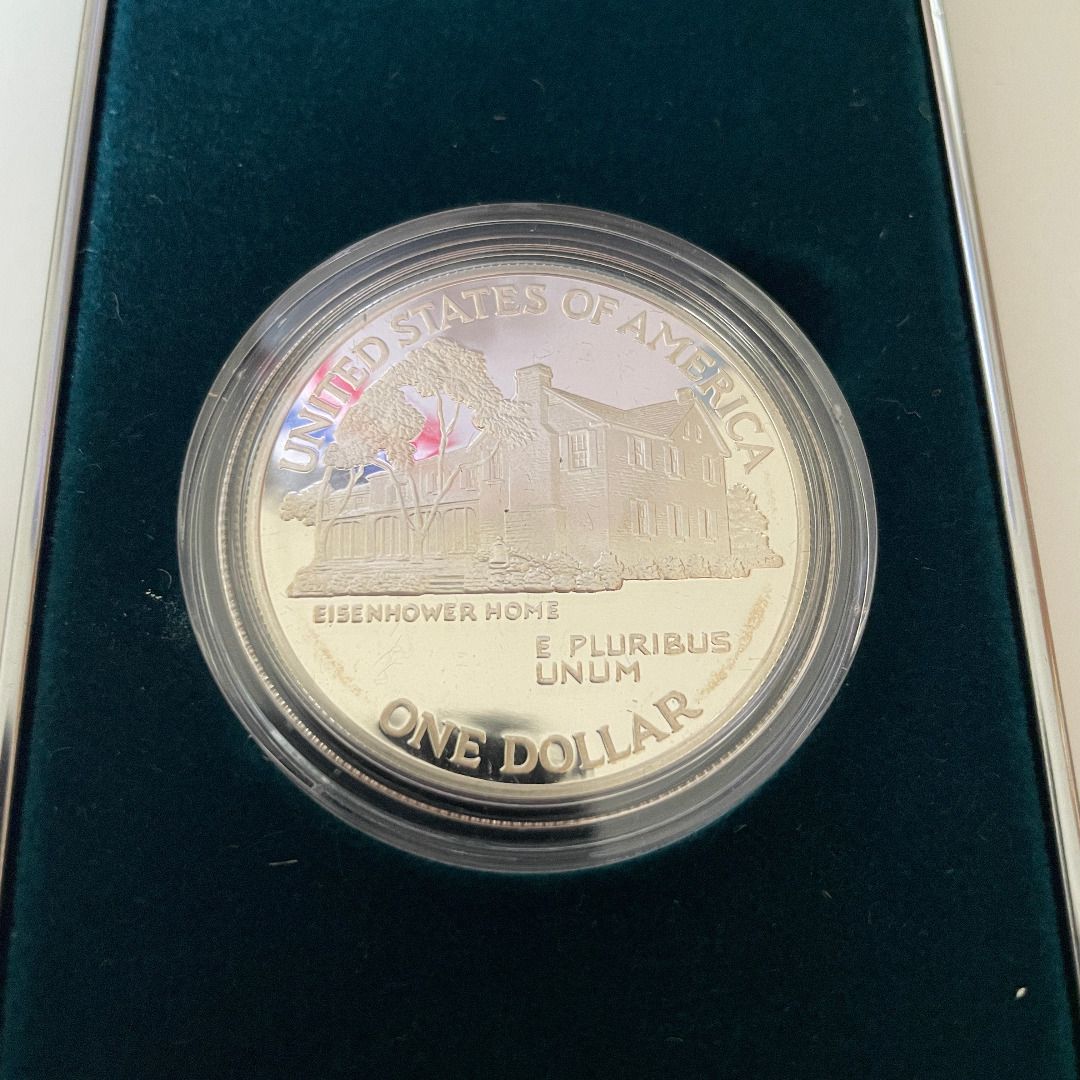 UNITED STATES OF AMERICA
EISENHOWER HOME
E PLURIBUS
UNUM
ONE DOLLAR